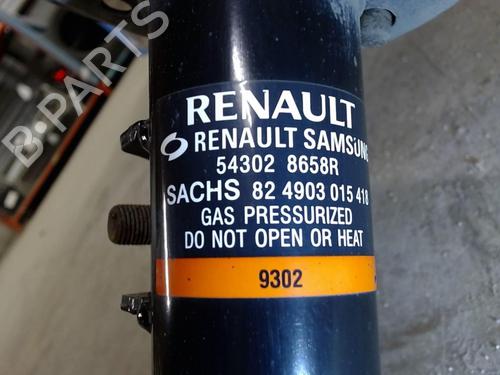 RENAULT
RENAULT SAMSUNG
54302 8658R
SACHS 82 4903 015 418
GAS PRESSURIZED
DO NOT OPEN OR HEAT
9302
B-PARTS